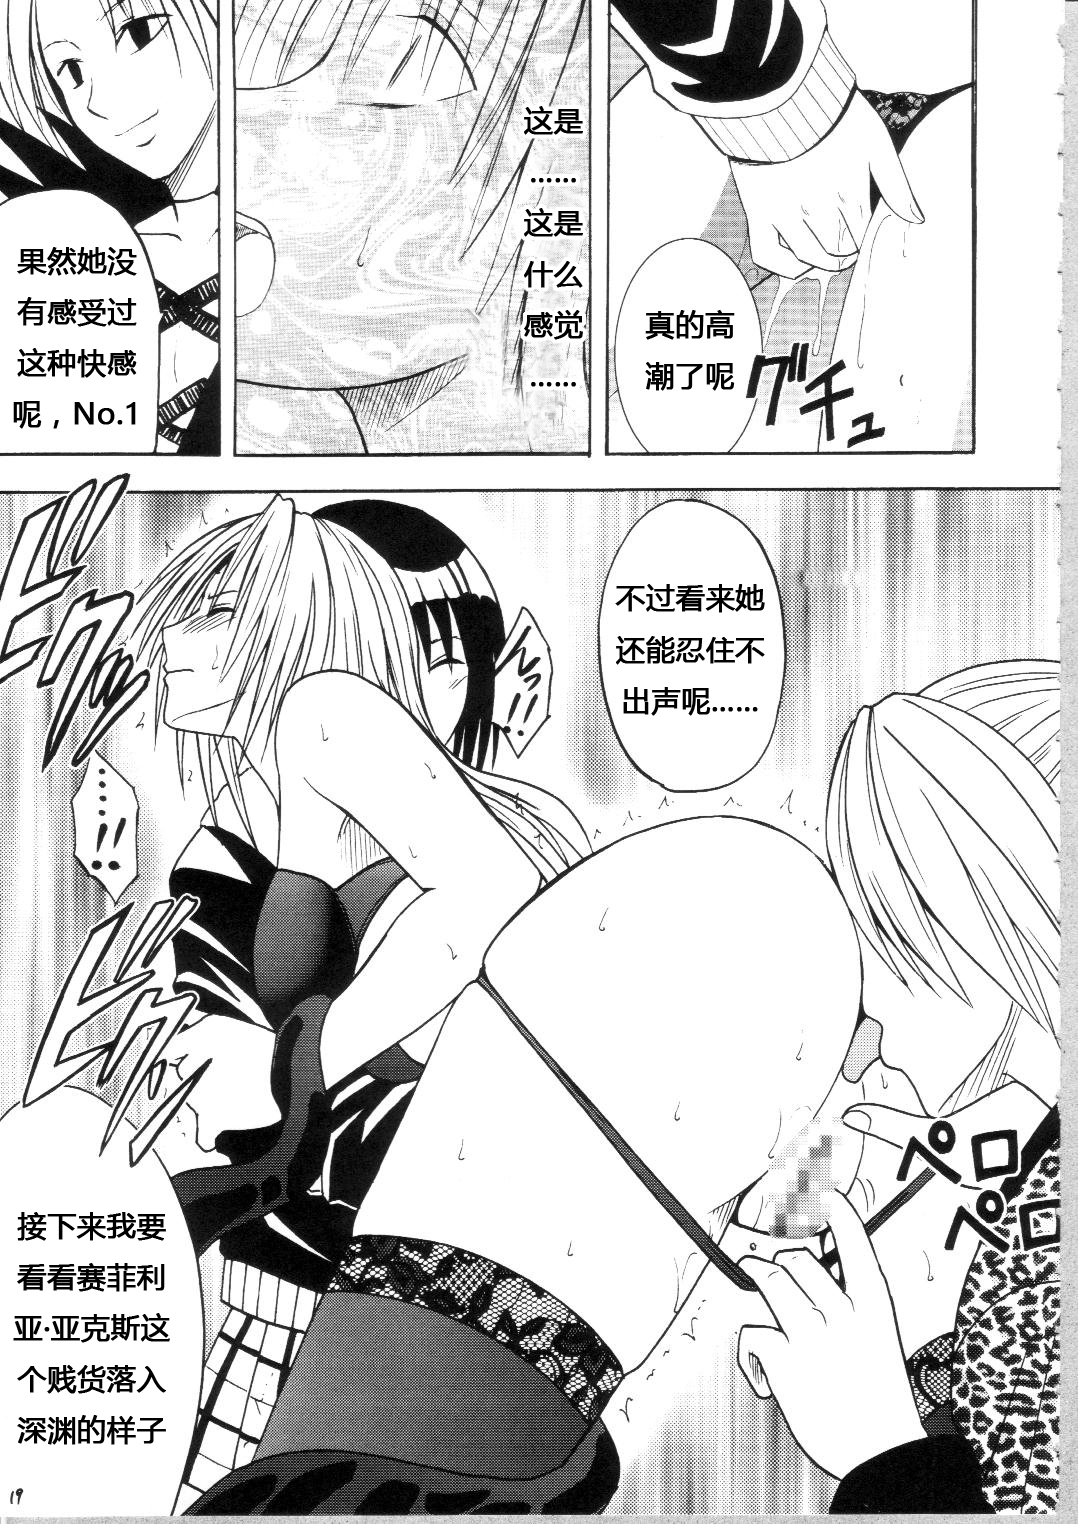 真的高
潮了呢
グチュ
这是
……
这是
什么
感觉
……
果然她没
有感受过
这种快感
呢，No.1
不过看来她
还能忍住不
出声呢……
んっ…!!
ビクッ
……!!
ビクッ
ペロ
ペロ
接下来我要
看看赛菲利
亚·亚克斯这
个贱货落入
深渊的样子
19